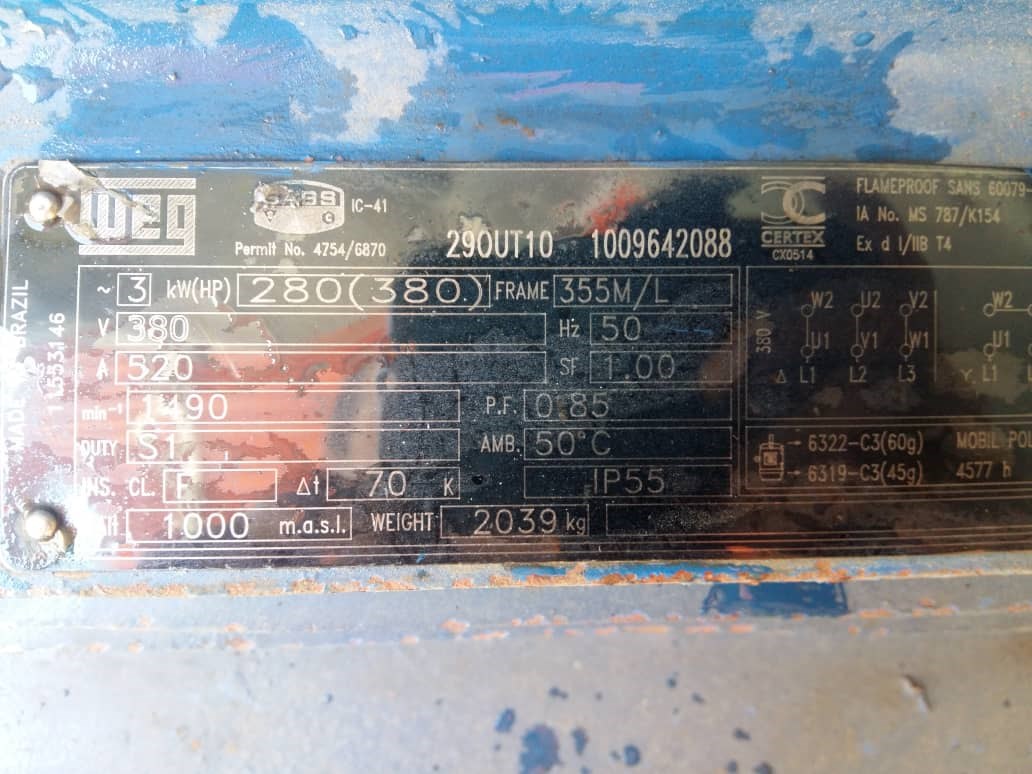 WEG
SABS
IC-41
Permit No. 4754/6870
29OUT10 1009642088
CERTEX
CX0514
FLAMEPROOF SANS 60079
IA No. MS 787/K154
Ex d I/IIB T4
MADE BRAZIL
~ 3 kW(HP) 280(380) FRAME 355M/L
V 380 Hz 50
A 520 SF 1.00
min-1 1490 P.F. 0.85
DUTY S1 AMB. 50°C
INS. CL. F Δt 70 K IP55
1000 m.a.s.l. WEIGHT 2039 kg
380 V
W2 U2 V2 W2
U1 V1 W1 U1
Δ L1 L2 L3 Y L1
6322-C3(60g) MOBIL
6319-C3(45g) 4577 h